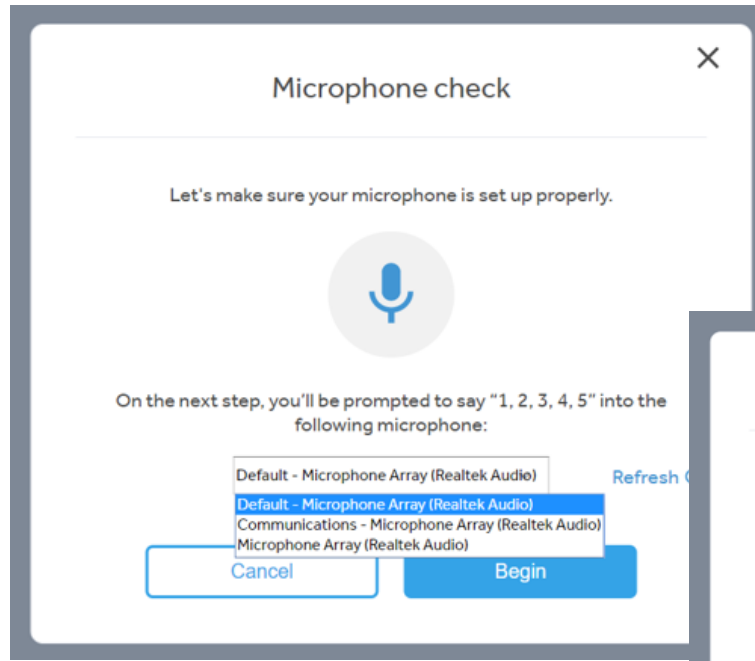 Microphone check
Let's make sure your microphone is set up properly.
On the next step, you'll be prompted to say “1, 2, 3, 4, 5” into the
following microphone:
Default - Microphone Array (Realtek Audio)
Refresh
Default - Microphone Array (Realtek Audio)
Communications - Microphone Array (Realtek Audio)
Microphone Array (Realtek Audio)
Cancel
Begin